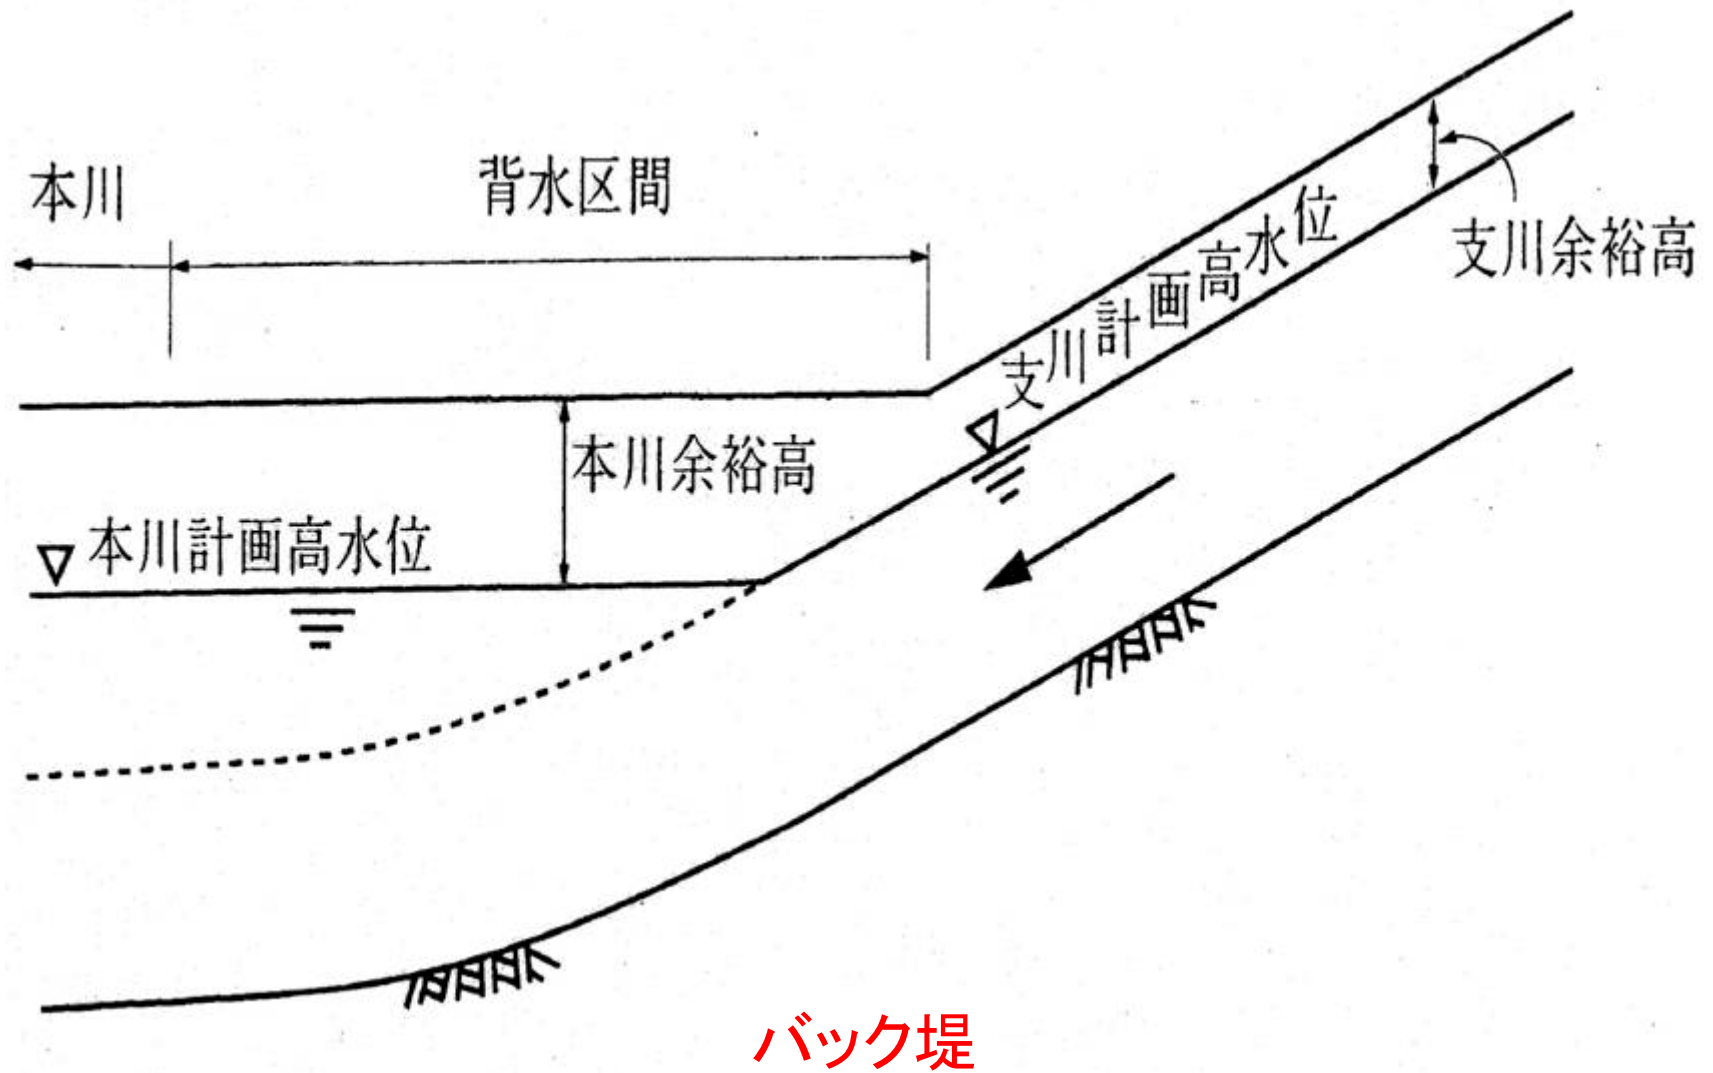 本川
背水区間
支川余裕高
支川計画高水位
本川余裕高
本川計画高水位
バック堤